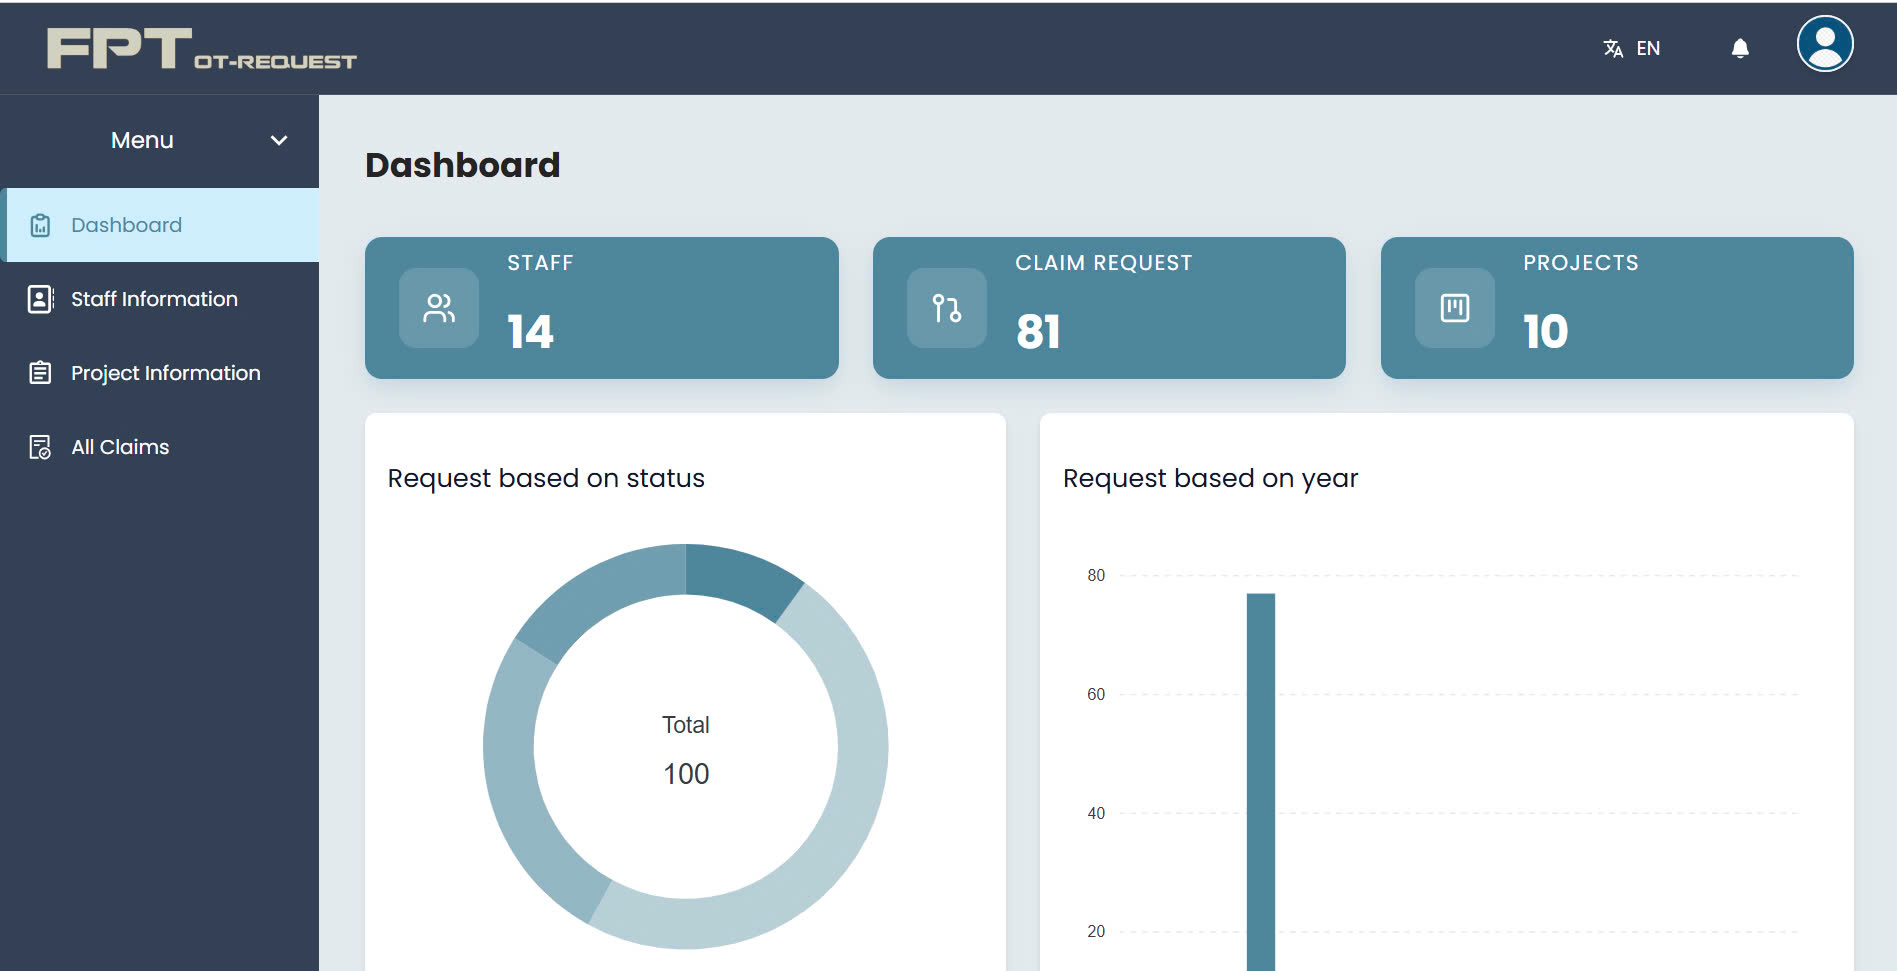 FPT OT-REQUEST
EN
Menu
Dashboard
Staff Information
Project Information
All Claims
Dashboard
STAFF
14
CLAIM REQUEST
81
PROJECTS
10
Request based on status
Total
100
Request based on year
80
60
40
20